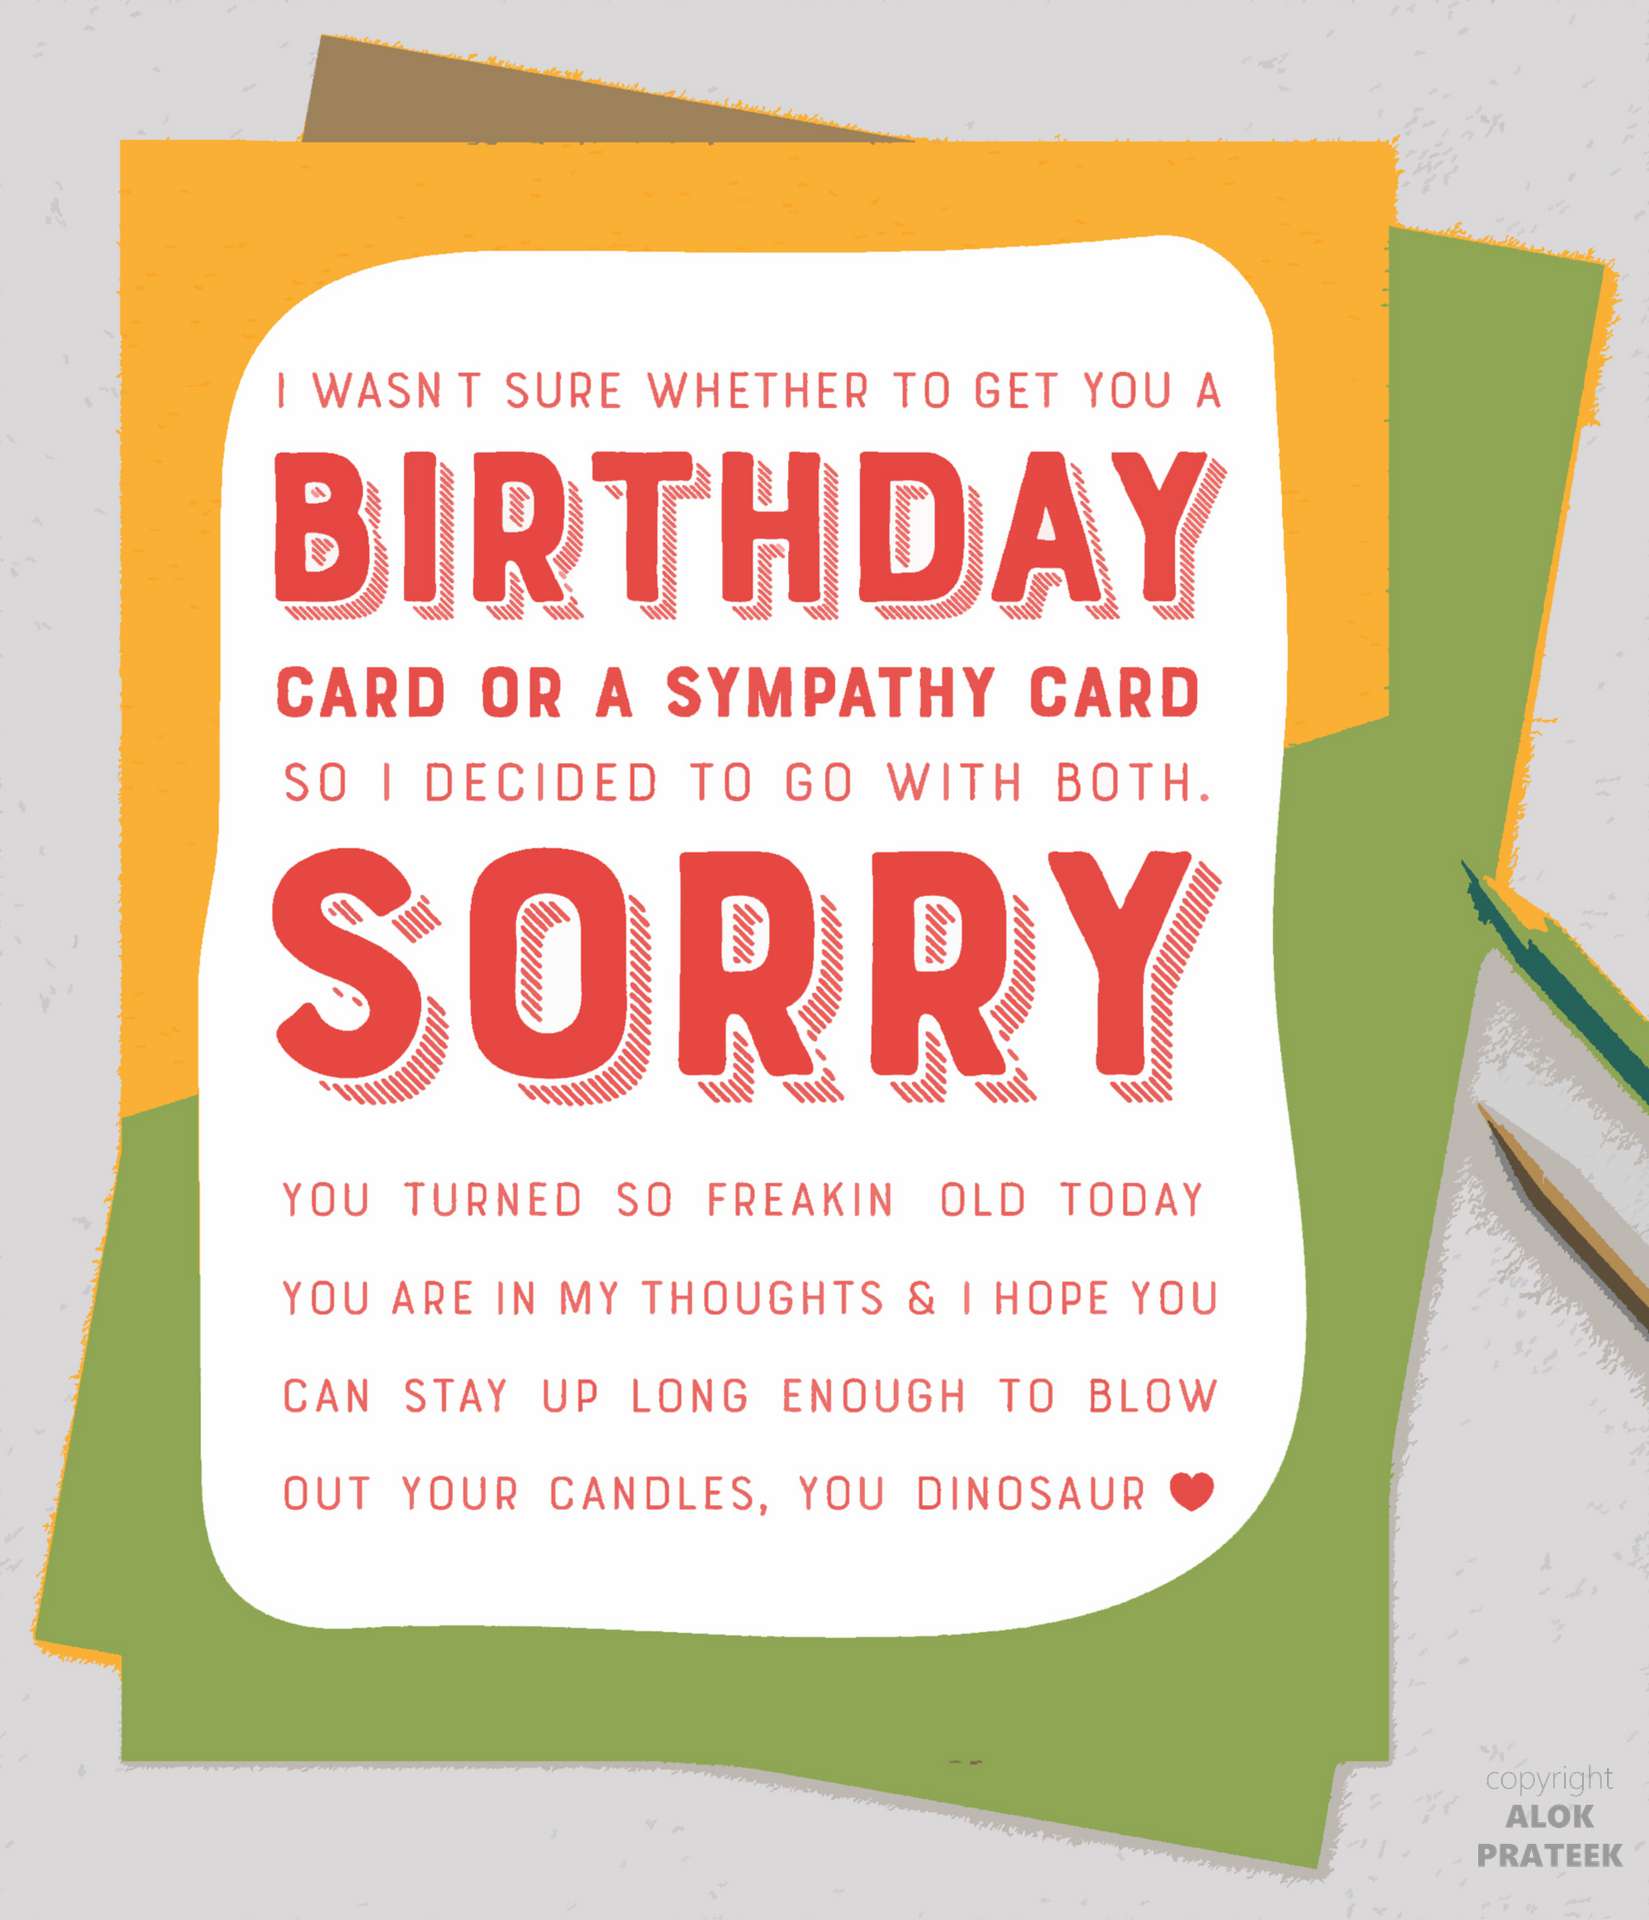 I WASN T SURE WHETHER TO GET YOU A
BIRTHDAY
CARD OR A SYMPATHY CARD
SO I DECIDED TO GO WITH BOTH.
SORRY
YOU TURNED SO FREAKIN OLD TODAY
YOU ARE IN MY THOUGHTS & I HOPE YOU
CAN STAY UP LONG ENOUGH TO BLOW
OUT YOUR CANDLES, YOU DINOSAUR ♥
copyright
ALOK
PRATEEK